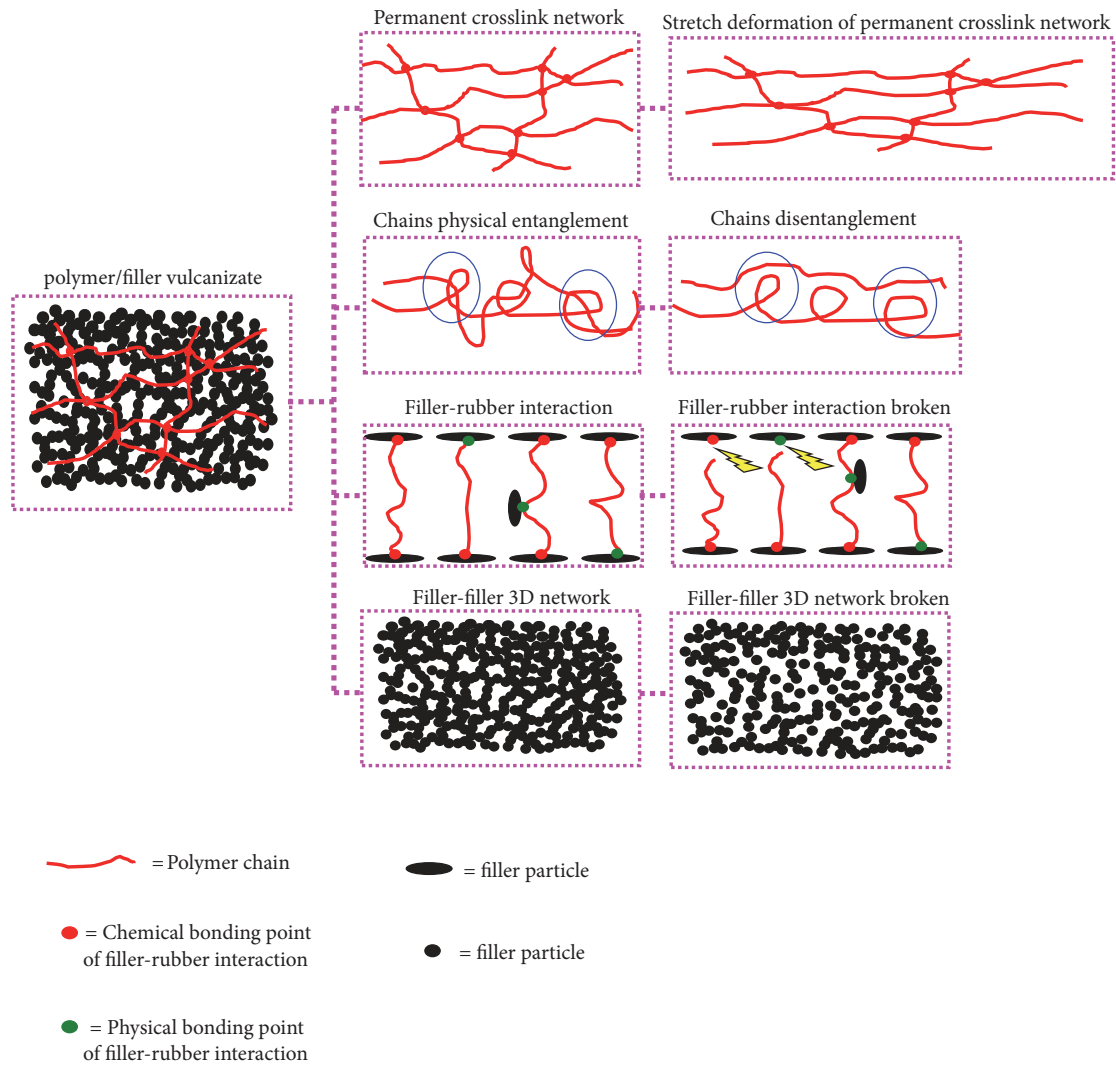 Permanent crosslink network
Stretch deformation of permanent crosslink network
Chains physical entanglement
Chains disentanglement
polymer/filler vulcanizate
Filler-rubber interaction
Filler-rubber interaction broken
Filler-filler 3D network
Filler-filler 3D network broken
= Polymer chain
= filler particle
= Chemical bonding point
of filler-rubber interaction
= filler particle
= Physical bonding point
of filler-rubber interaction